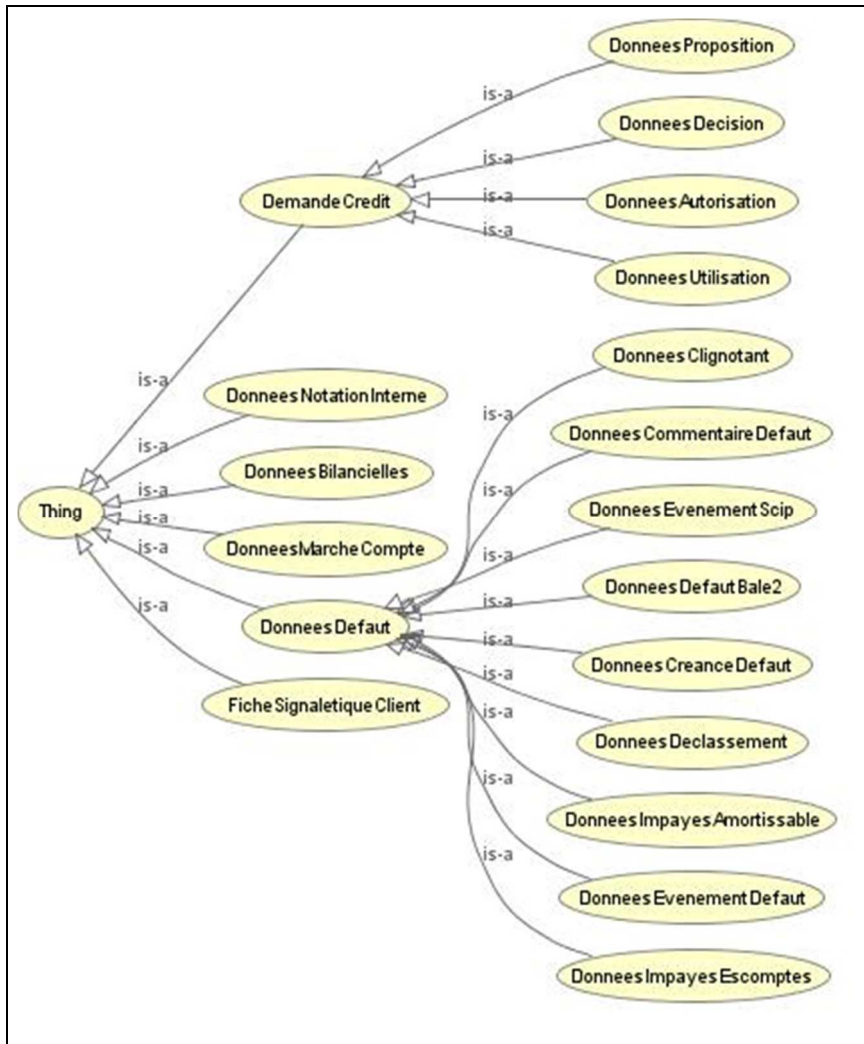 Donnees Proposition
is-a
Donnees Decision
is-a
Demande Credit
is-a
Donnees Autorisation
is-a
Donnees Utilisation
Donnees Clignotant
is-a
Donnees Notation Interne
is-a
Donnees Commentaire Defaut
is-a
Donnees Bilancielles
is-a
is-a
Thing
Donnees Evenement Scip
is-a
Donnees Marche Compte
is-a
is-a
Donnees Defaut Bale2
is-a
is-a
Donnees Defaut
is-a
Donnees Creance Defaut
is-a
Fiche Signaletique Client
is-a
Donnees Declassement
is-a
Donnees Impayes Amortissable
is-a
Donnees Evenement Defaut
Donnees Impayes Escomptes